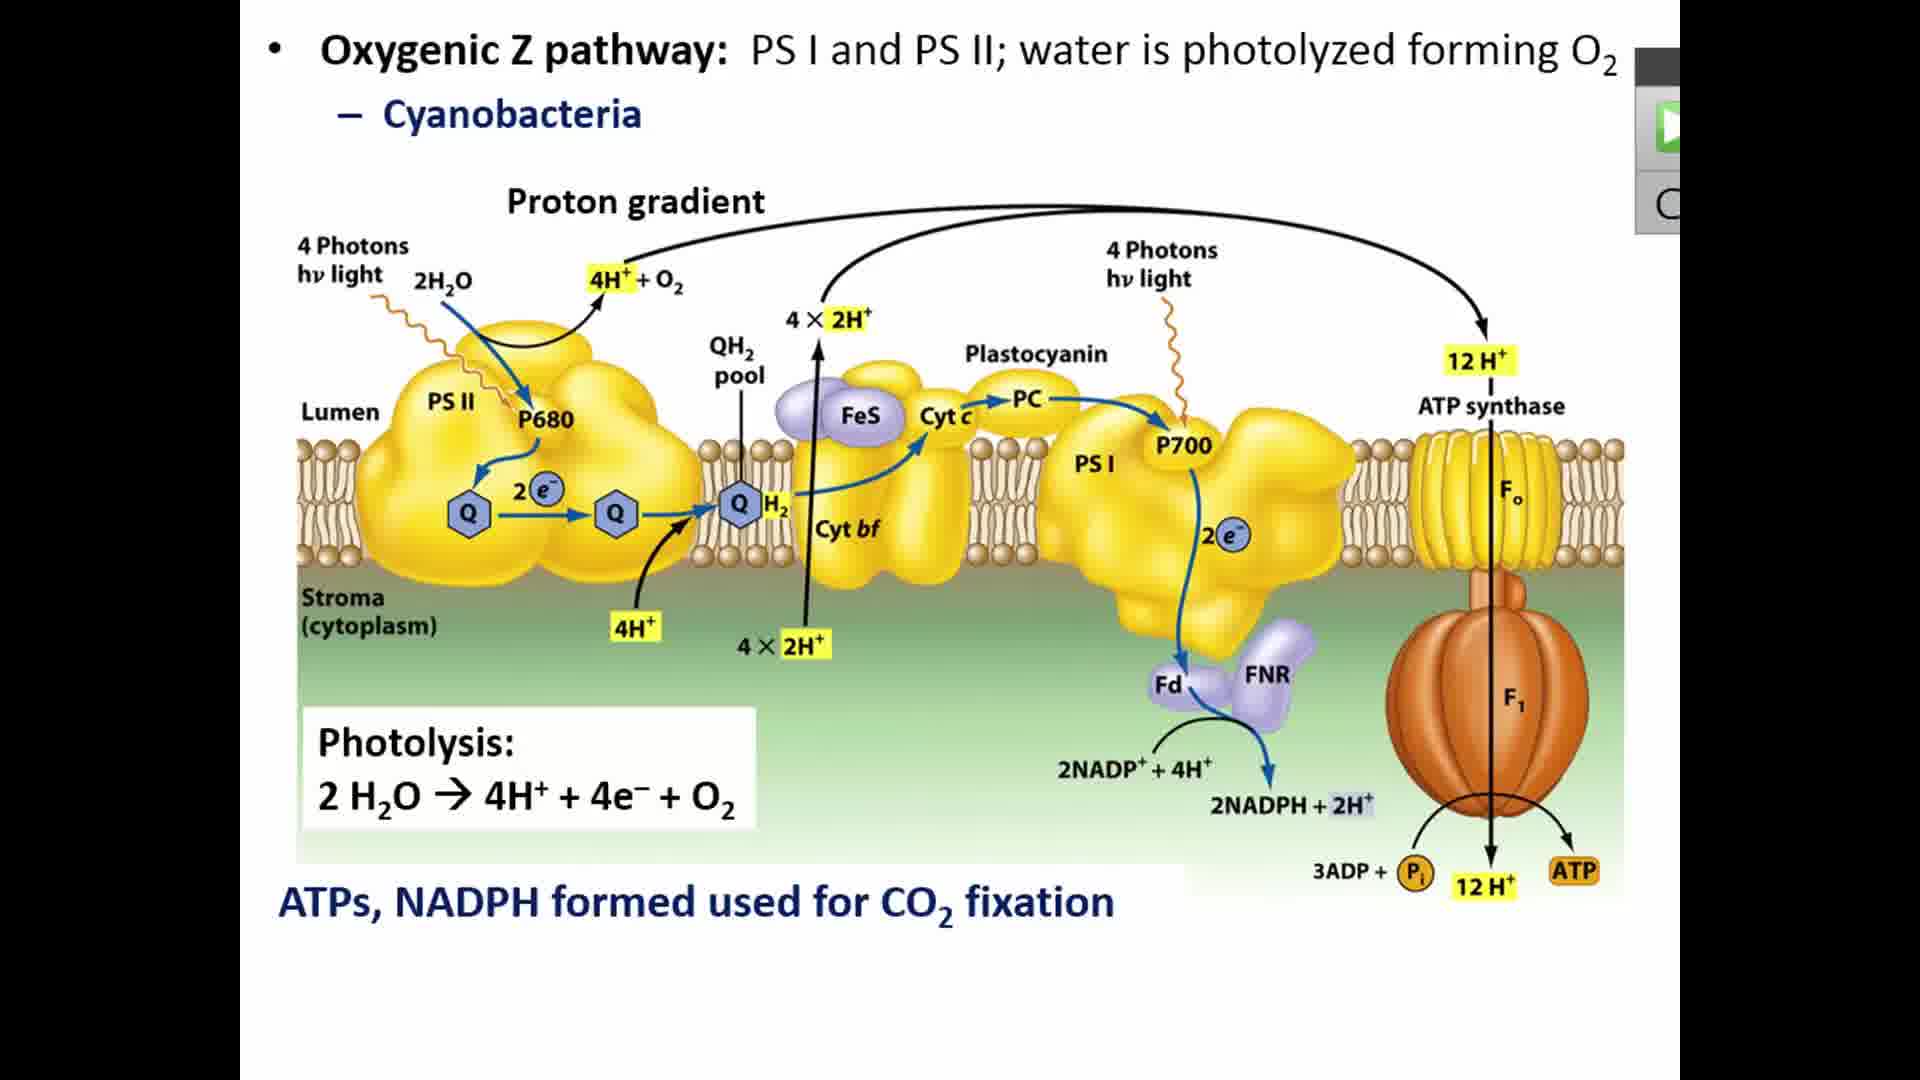 • Oxygenic Z pathway: PS I and PS II; water is photolyzed forming O₂
– Cyanobacteria
Proton gradient
4 Photons
hν light
2H₂O
4H⁺ + O₂
4 Photons
hν light
4 × 2H⁺
QH₂
pool
Plastocyanin
12 H⁺
ATP synthase
Lumen
PS II
P680
FeS
Cyt c
PC
PS I
P700
Q
2 e⁻
Q
Q H₂
Cyt bf
2 e⁻
F₀
Stroma
(cytoplasm)
4H⁺
4 × 2H⁺
Fd
FNR
F₁
Photolysis:
2 H₂O → 4H⁺ + 4e⁻ + O₂
2NADP⁺ + 4H⁺
2NADPH + 2H⁺
3ADP + Pᵢ
12 H⁺
ATP
ATPs, NADPH formed used for CO₂ fixation